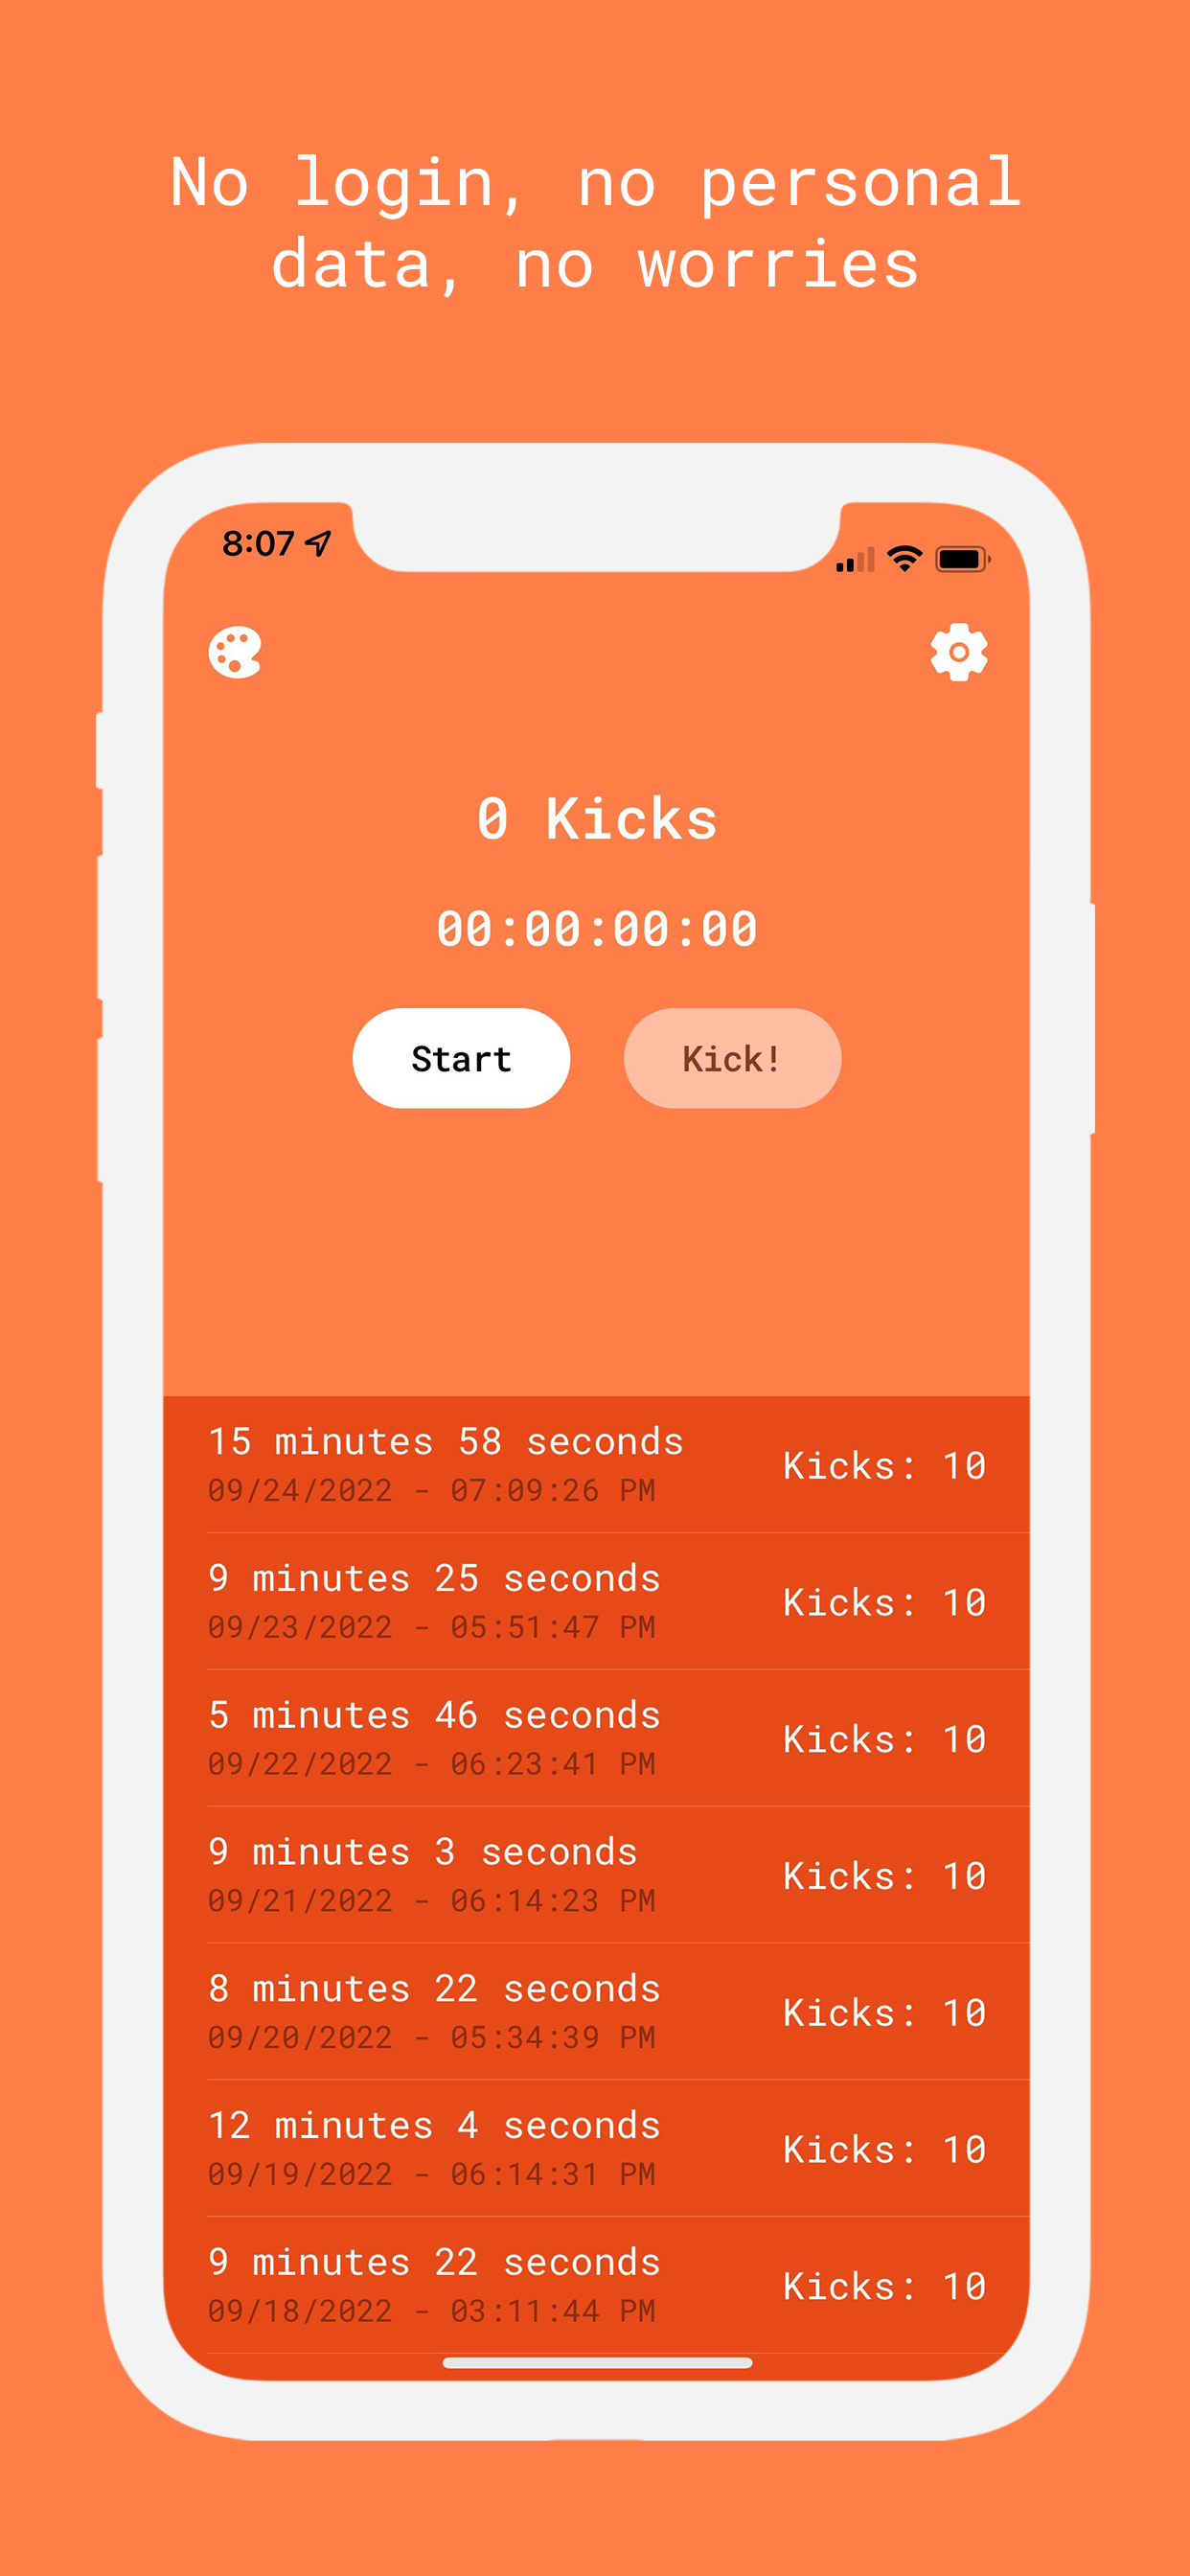 No login, no personal
data, no worries
8:07
0 Kicks
00:00:00:00
Start
Kick!
15 minutes 58 seconds
09/24/2022 - 07:09:26 PM
Kicks: 10
9 minutes 25 seconds
09/23/2022 - 05:51:47 PM
Kicks: 10
5 minutes 46 seconds
09/22/2022 - 06:23:41 PM
Kicks: 10
9 minutes 3 seconds
09/21/2022 - 06:14:23 PM
Kicks: 10
8 minutes 22 seconds
09/20/2022 - 05:34:39 PM
Kicks: 10
12 minutes 4 seconds
09/19/2022 - 06:14:31 PM
Kicks: 10
9 minutes 22 seconds
09/18/2022 - 03:11:44 PM
Kicks: 10